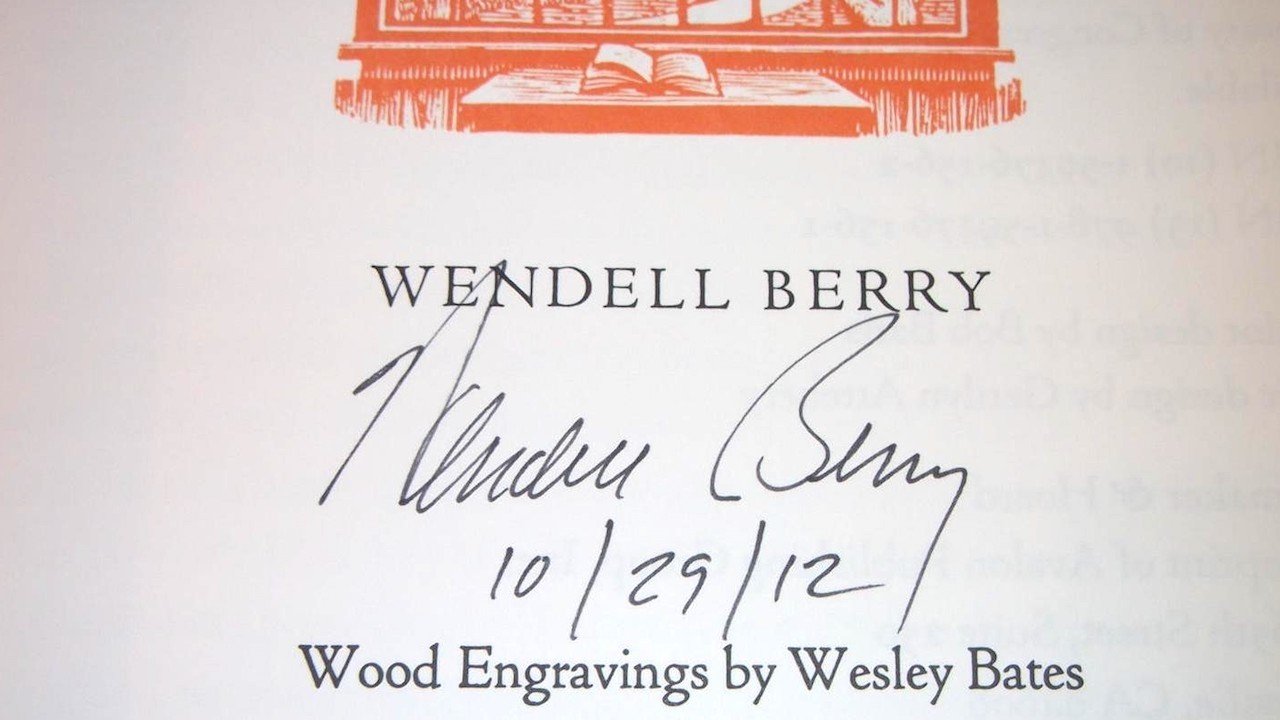 WENDELL BERRY
Wendell Berry
10/29/12
Wood Engravings by Wesley Bates